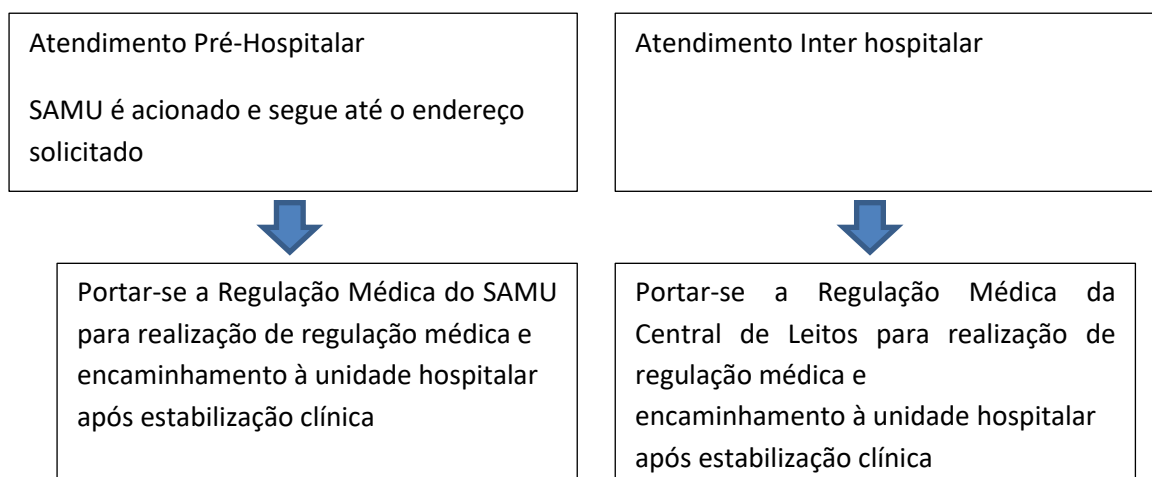 Atendimento Pré-Hospitalar
SAMU é acionado e segue até o endereço
solicitado
Atendimento Inter hospitalar
Portar-se a Regulação Médica do SAMU
para realização de regulação médica e
encaminhamento à unidade hospitalar
após estabilização clínica
Portar-se a Regulação Médica da
Central de Leitos para realização de
regulação médica e
encaminhamento à unidade hospitalar
após estabilização clínica